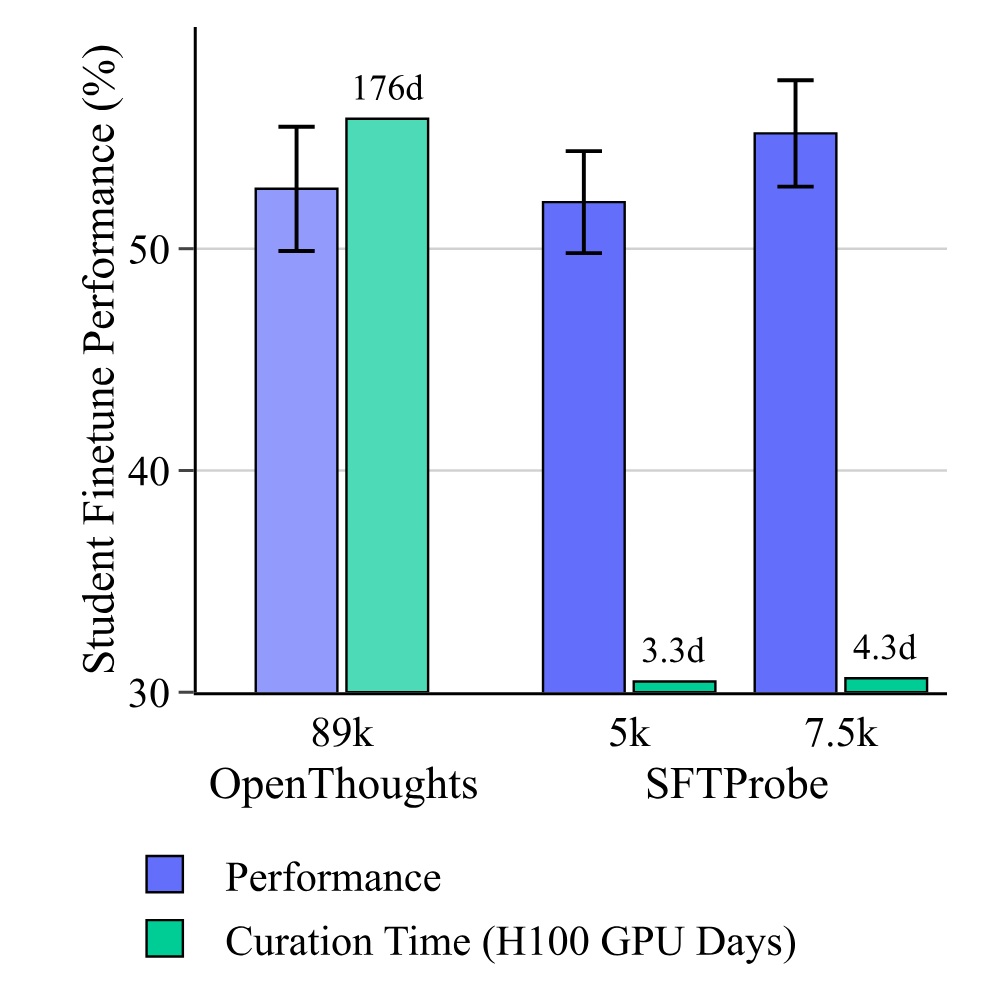 Student Finetune Performance (%)
50
40
30
176d
3.3d
4.3d
89k
5k
7.5k
OpenThoughts
SFTProbe
Performance
Curation Time (H100 GPU Days)